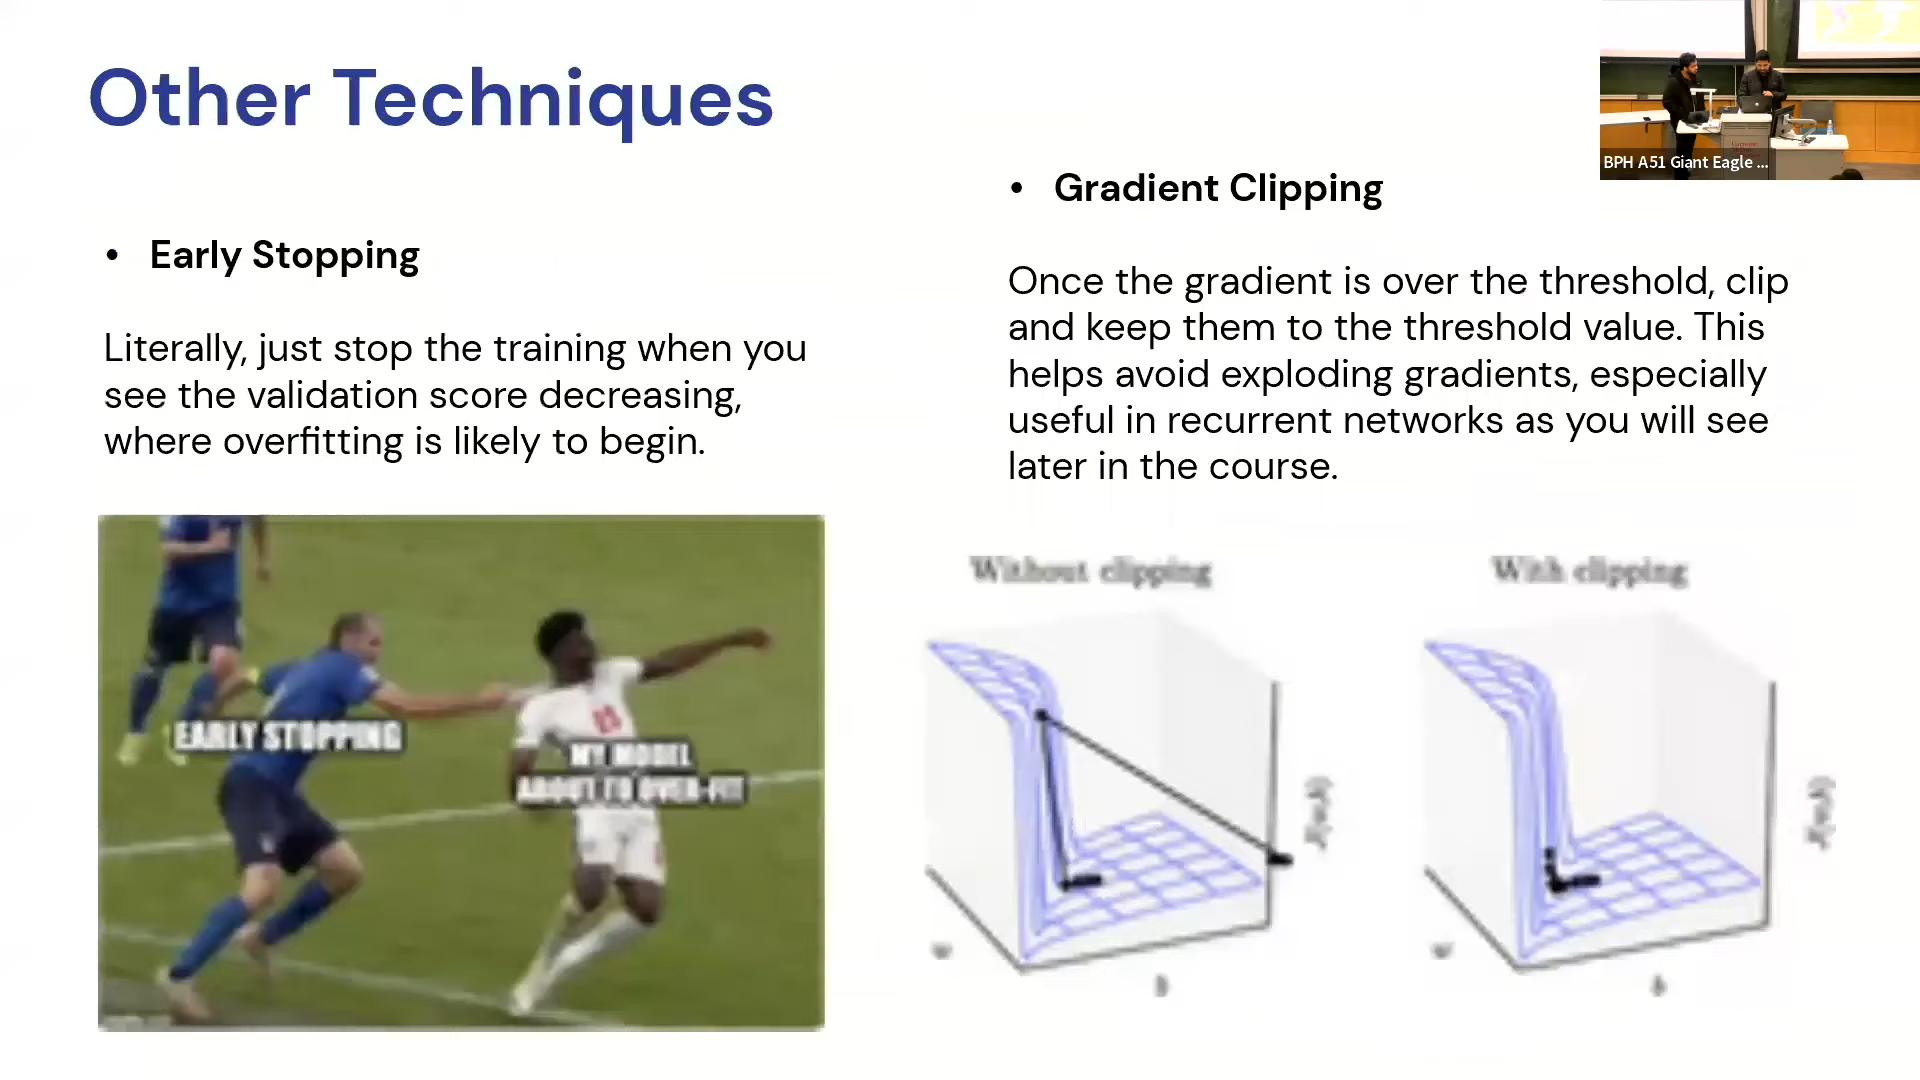 Other Techniques
• Early Stopping
Literally, just stop the training when you
see the validation score decreasing,
where overfitting is likely to begin.
EARLY STOPPING
MY MODEL
ABOUT TO OVER-FIT
• Gradient Clipping
Once the gradient is over the threshold, clip
and keep them to the threshold value. This
helps avoid exploding gradients, especially
useful in recurrent networks as you will see
later in the course.
Without clipping
With clipping
w
b
w
b
BPH A51 Giant Eagle ...